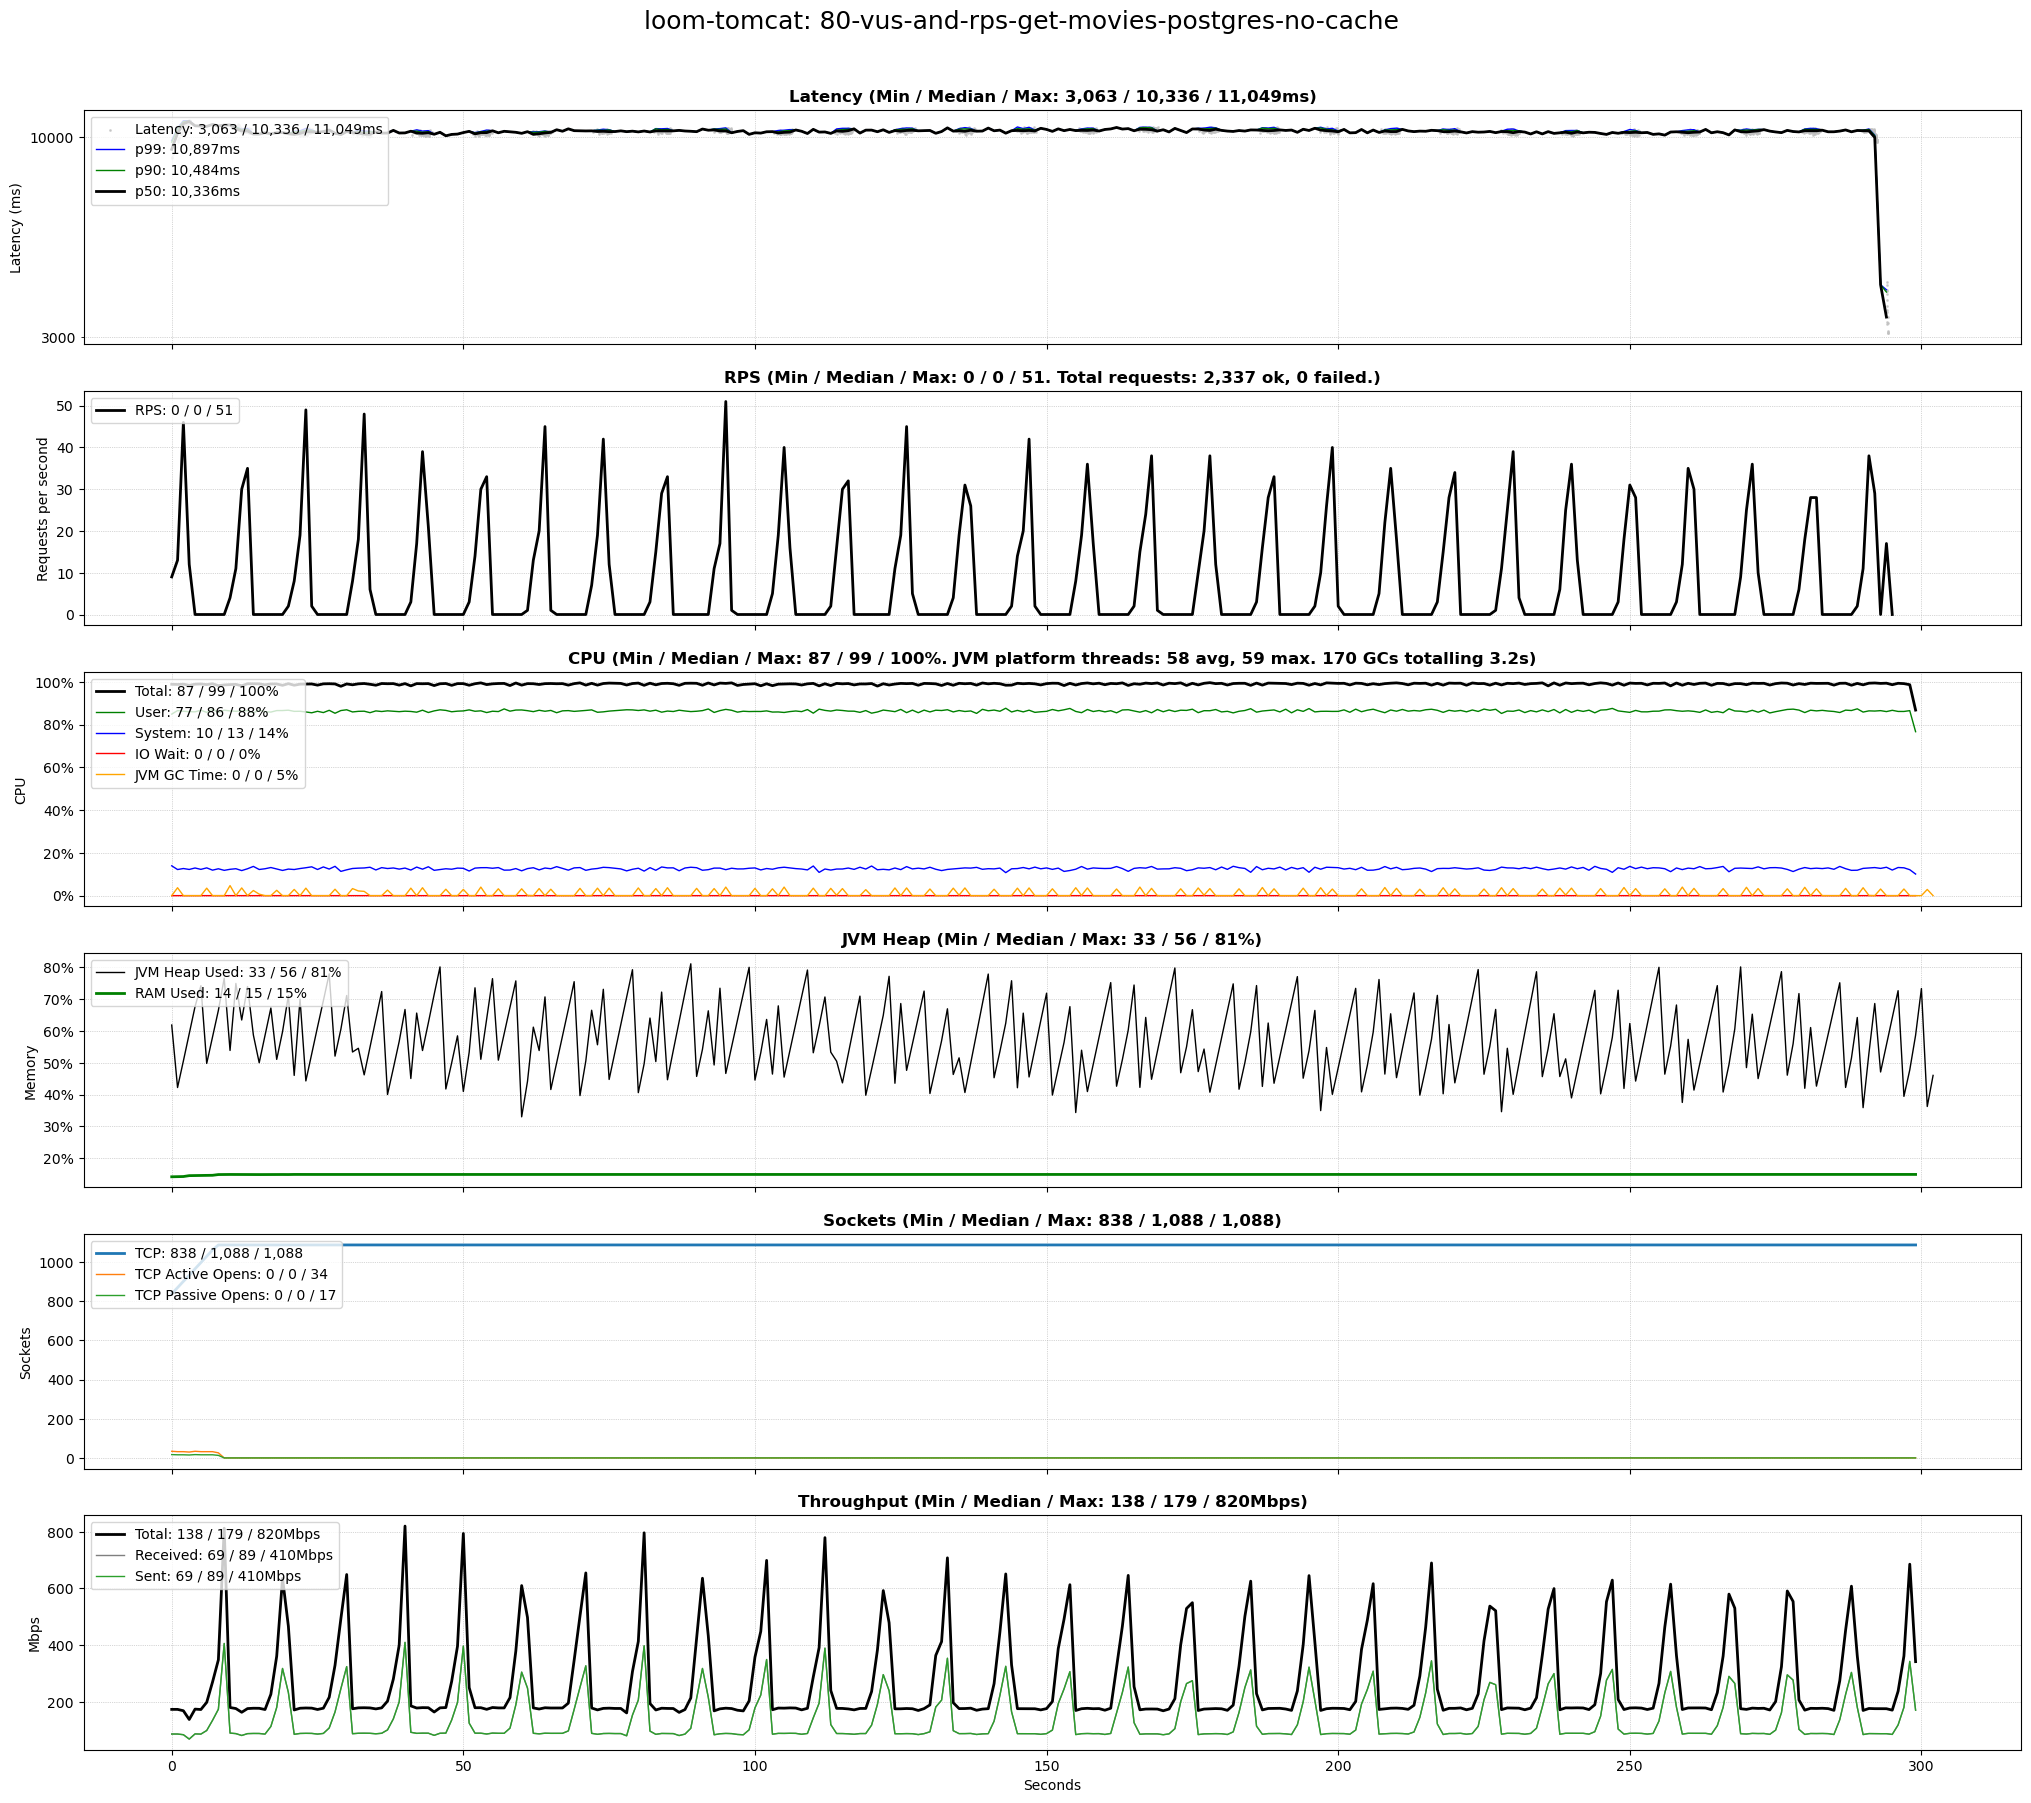 loom-tomcat: 80-vus-and-rps-get-movies-postgres-no-cache
Latency (Min / Median / Max: 3,063 / 10,336 / 11,049ms)
Latency: 3,063 / 10,336 / 11,049ms
p99: 10,897ms
p90: 10,484ms
p50: 10,336ms
10000
3000
Latency (ms)
RPS (Min / Median / Max: 0 / 0 / 51. Total requests: 2,337 ok, 0 failed.)
RPS: 0 / 0 / 51
50
40
30
20
10
0
Requests per second
CPU (Min / Median / Max: 87 / 99 / 100%. JVM platform threads: 58 avg, 59 max. 170 GCs totalling 3.2s)
Total: 87 / 99 / 100%
User: 77 / 86 / 88%
System: 10 / 13 / 14%
IO Wait: 0 / 0 / 0%
JVM GC Time: 0 / 0 / 5%
100%
80%
60%
40%
20%
0%
CPU
JVM Heap (Min / Median / Max: 33 / 56 / 81%)
JVM Heap Used: 33 / 56 / 81%
RAM Used: 14 / 15 / 15%
80%
70%
60%
50%
40%
30%
20%
Memory
Sockets (Min / Median / Max: 838 / 1,088 / 1,088)
TCP: 838 / 1,088 / 1,088
TCP Active Opens: 0 / 0 / 34
TCP Passive Opens: 0 / 0 / 17
1000
800
600
400
200
0
Sockets
Throughput (Min / Median / Max: 138 / 179 / 820Mbps)
Total: 138 / 179 / 820Mbps
Received: 69 / 89 / 410Mbps
Sent: 69 / 89 / 410Mbps
800
600
400
200
Mbps
0 50 100 150 200 250 300
Seconds